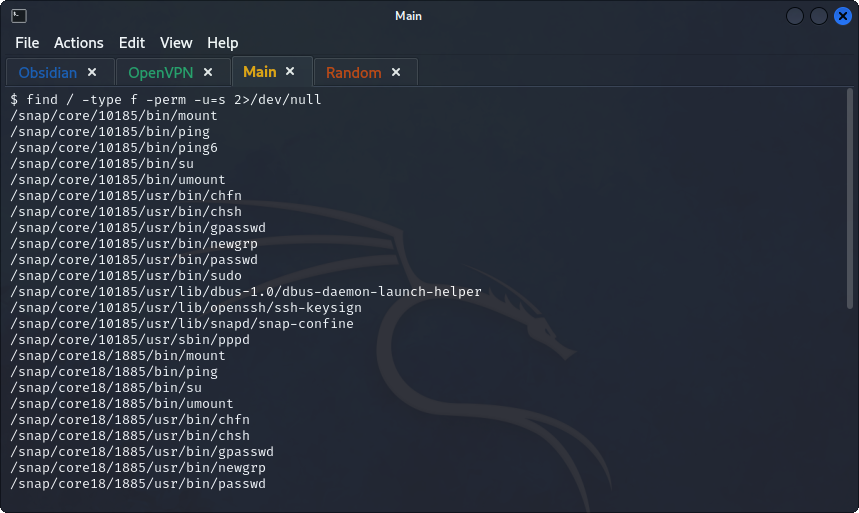 Main
File Actions Edit View Help
Obsidian OpenVPN Main Random
$ find / -type f -perm -u=s 2>/dev/null
/snap/core/10185/bin/mount
/snap/core/10185/bin/ping
/snap/core/10185/bin/ping6
/snap/core/10185/bin/su
/snap/core/10185/bin/umount
/snap/core/10185/usr/bin/chfn
/snap/core/10185/usr/bin/chsh
/snap/core/10185/usr/bin/gpasswd
/snap/core/10185/usr/bin/newgrp
/snap/core/10185/usr/bin/passwd
/snap/core/10185/usr/bin/sudo
/snap/core/10185/usr/lib/dbus-1.0/dbus-daemon-launch-helper
/snap/core/10185/usr/lib/openssh/ssh-keysign
/snap/core/10185/usr/lib/snapd/snap-confine
/snap/core/10185/usr/sbin/pppd
/snap/core18/1885/bin/mount
/snap/core18/1885/bin/ping
/snap/core18/1885/bin/su
/snap/core18/1885/bin/umount
/snap/core18/1885/usr/bin/chfn
/snap/core18/1885/usr/bin/chsh
/snap/core18/1885/usr/bin/gpasswd
/snap/core18/1885/usr/bin/newgrp
/snap/core18/1885/usr/bin/passwd